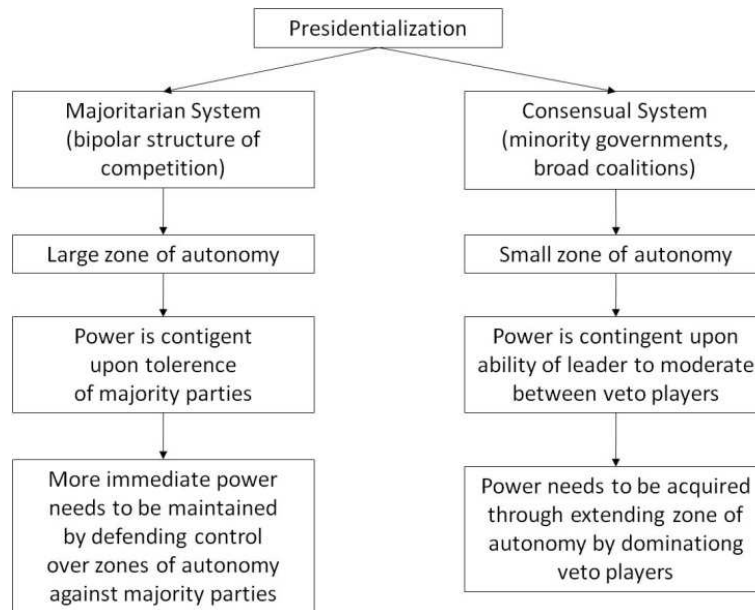 Presidentialization
Majoritarian System
(bipolar structure of
competition)
Large zone of autonomy
Power is contigent
upon tolerence
of majority parties
More immediate power
needs to be maintained
by defending control
over zones of autonomy
against majority parties
Consensual System
(minority governments,
broad coalitions)
Small zone of autonomy
Power is contingent upon
ability of leader to moderate
between veto players
Power needs to be acquired
through extending zone of
autonomy by dominationg
veto players